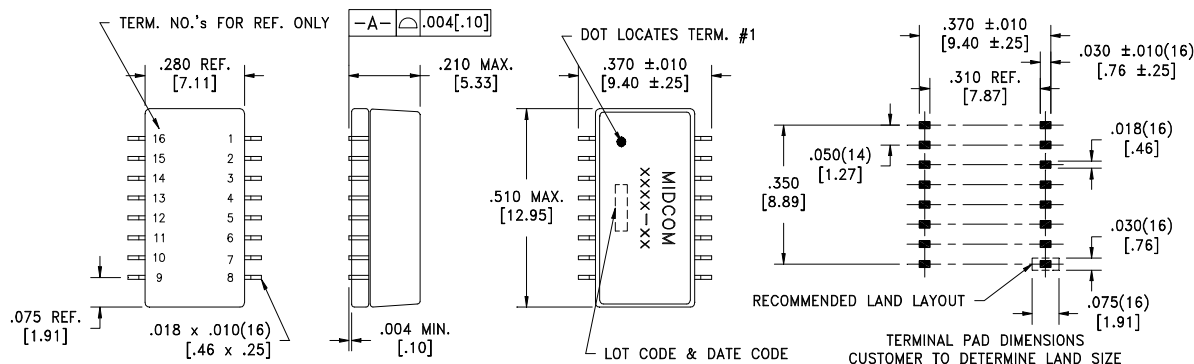 TERM. NO.'s FOR REF. ONLY
.280 REF.
[7.11]
16 1
15 2
14 3
13 4
12 5
11 6
10 7
9 8
.075 REF.
[1.91]
.018 x .010(16)
[.46 x .25]
-A- ⌓ .004[.10]
.210 MAX.
[5.33]
.004 MIN.
[.10]
DOT LOCATES TERM. #1
.370 ±.010
[9.40 ±.25]
.510 MAX.
[12.95]
MIDCOM
XXXX-XX
LOT CODE & DATE CODE
.370 ±.010
[9.40 ±.25]
.030 ±.010(16)
[.76 ±.25]
.310 REF.
[7.87]
.018(16)
[.46]
.050(14)
[1.27]
.350
[8.89]
.030(16)
[.76]
RECOMMENDED LAND LAYOUT
.075(16)
[1.91]
TERMINAL PAD DIMENSIONS
CUSTOMER TO DETERMINE LAND SIZE